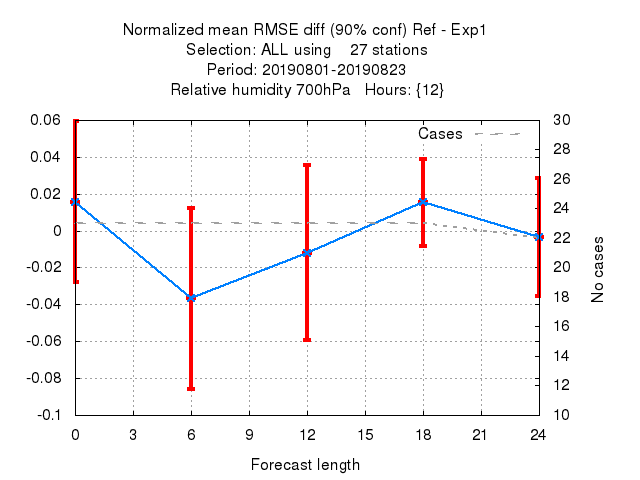 Normalized mean RMSE diff (90% conf) Ref - Exp1
Selection: ALL using 27 stations
Period: 20190801-20190823
Relative humidity 700hPa Hours: {12}
Cases
0.06
0.04
0.02
0
-0.02
-0.04
-0.06
-0.08
-0.1
30
28
26
24
22
20
18
16
14
12
10
No cases
0 3 6 9 12 15 18 21 24
Forecast length